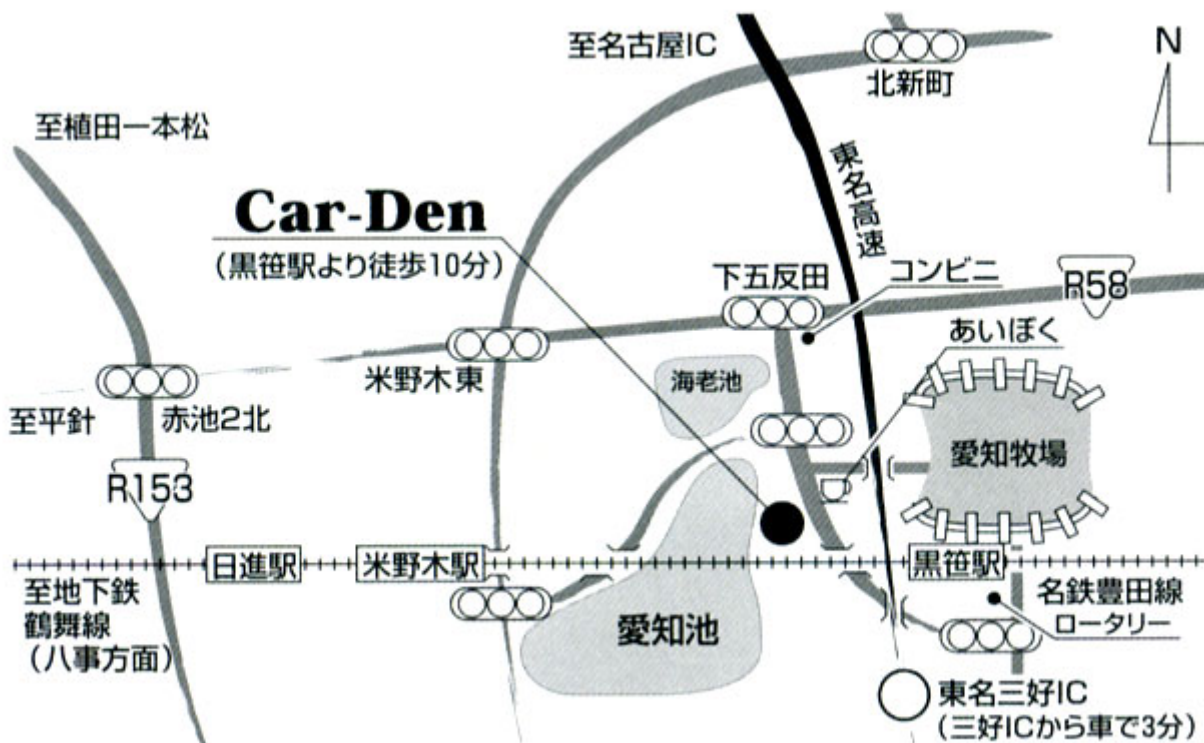 至名古屋IC
北新町
N
至植田一本松
東名高速
Car-Den
(黒笹駅より徒歩10分)
下五反田
コンビニ
R58
あいぼく
米野木東
海老池
至平針
赤池2北
愛知牧場
R153
日進駅
米野木駅
黒笹駅
至地下鉄
鶴舞線
(八事方面)
愛知池
名鉄豊田線
ロータリー
東名三好IC
(三好ICから車で3分)